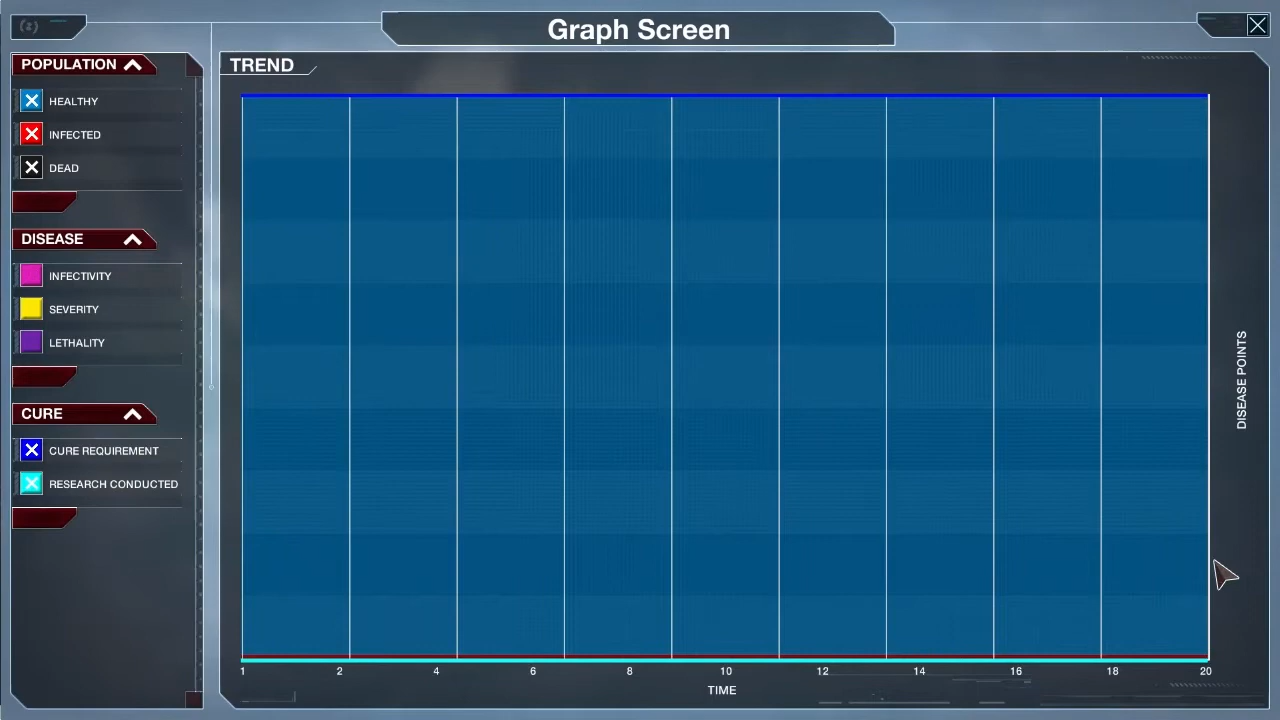 Graph Screen
POPULATION
HEALTHY
INFECTED
DEAD
DISEASE
INFECTIVITY
SEVERITY
LETHALITY
CURE
CURE REQUIREMENT
RESEARCH CONDUCTED
TREND
DISEASE POINTS
1 2 4 6 8 10 12 14 16 18 20
TIME